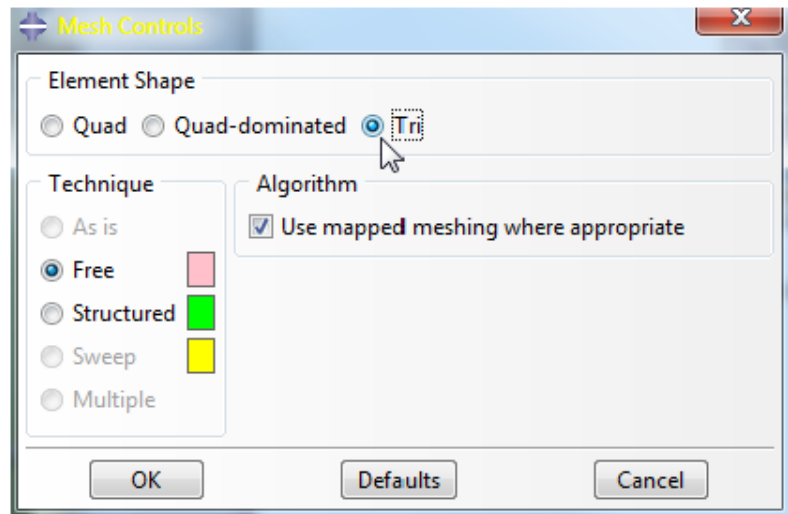 Mesh Controls
X
Element Shape
Quad Quad-dominated Tri
Technique
As is
Free
Structured
Sweep
Multiple
Algorithm
Use mapped meshing where appropriate
OK Defaults Cancel